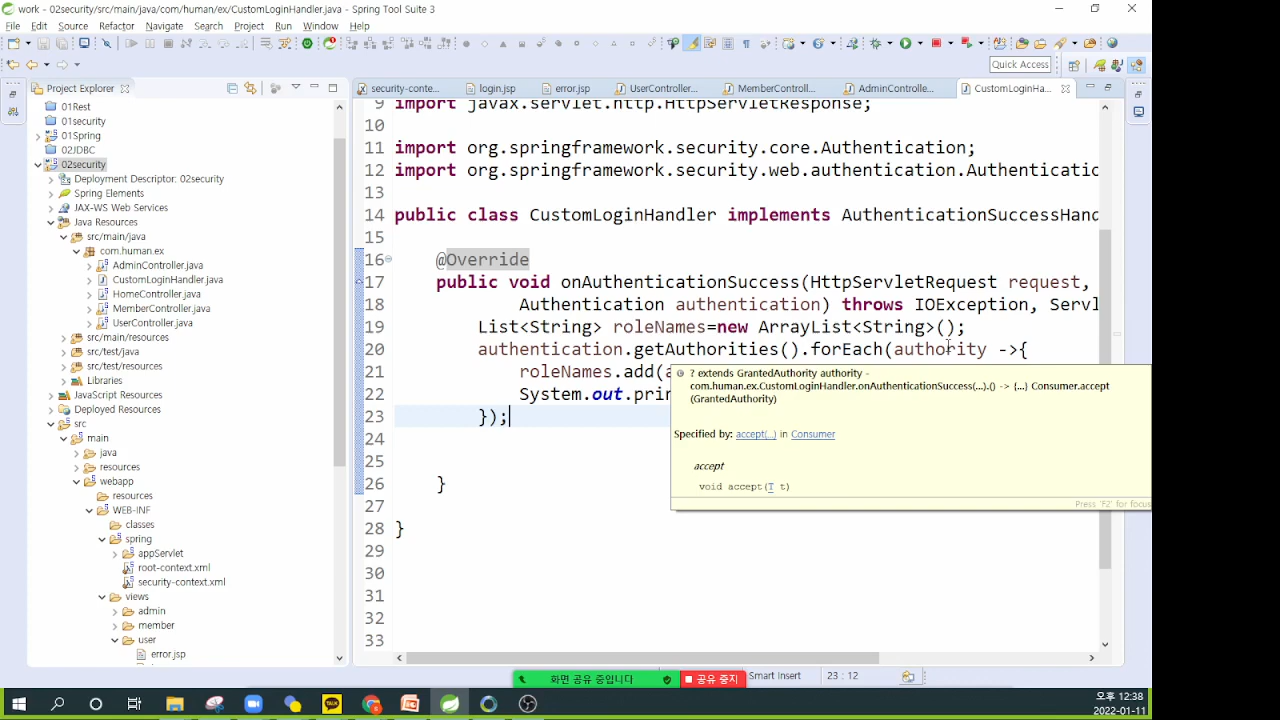 work - 02security/src/main/java/com/human/ex/CustomLoginHandler.java - Spring Tool Suite 3
File Edit Source Refactor Navigate Search Project Run Window Help
Quick Access
Project Explorer
security-conte... login.jsp error.jsp UserController.... MemberControll... AdminControlle... CustomLoginHa...
01Rest
01security
01Spring
02JDBC
02security
Deployment Descriptor: 02security
Spring Elements
JAX-WS Web Services
Java Resources
src/main/java
com.human.ex
AdminController.java
CustomLoginHandler.java
HomeController.java
MemberController.java
UserController.java
src/main/resources
src/test/java
src/test/resources
Libraries
JavaScript Resources
Deployed Resources
src
main
java
resources
webapp
resources
WEB-INF
classes
spring
appServlet
root-context.xml
security-context.xml
views
admin
member
user
error.jsp
9 import javax.servlet.http.HttpServletResponse;
10
11 import org.springframework.security.core.Authentication;
12 import org.springframework.security.web.authentication.Authenticatio
13
14 public class CustomLoginHandler implements AuthenticationSuccessHand
15
16 @Override
17 public void onAuthenticationSuccess(HttpServletRequest request,
18 Authentication authentication) throws IOException, Servl
19 List<String> roleNames=new ArrayList<String>();
20 authentication.getAuthorities().forEach(authority ->{
21 roleNames.add(a
22 System.out.prin
23 });
24
25
26 }
27
28 }
29
30
31
32
33
? extends GrantedAuthority authority -
com.human.ex.CustomLoginHandler.onAuthenticationSuccess(...).() -> {...} Consumer.accept
(GrantedAuthority)
Specified by: accept(...) in Consumer
accept
void accept(T t)
Press 'F2' for focus
화면 공유 중입니다 공유 중지 Smart Insert 23 : 12
TALK
오후 12:38
2022-01-11